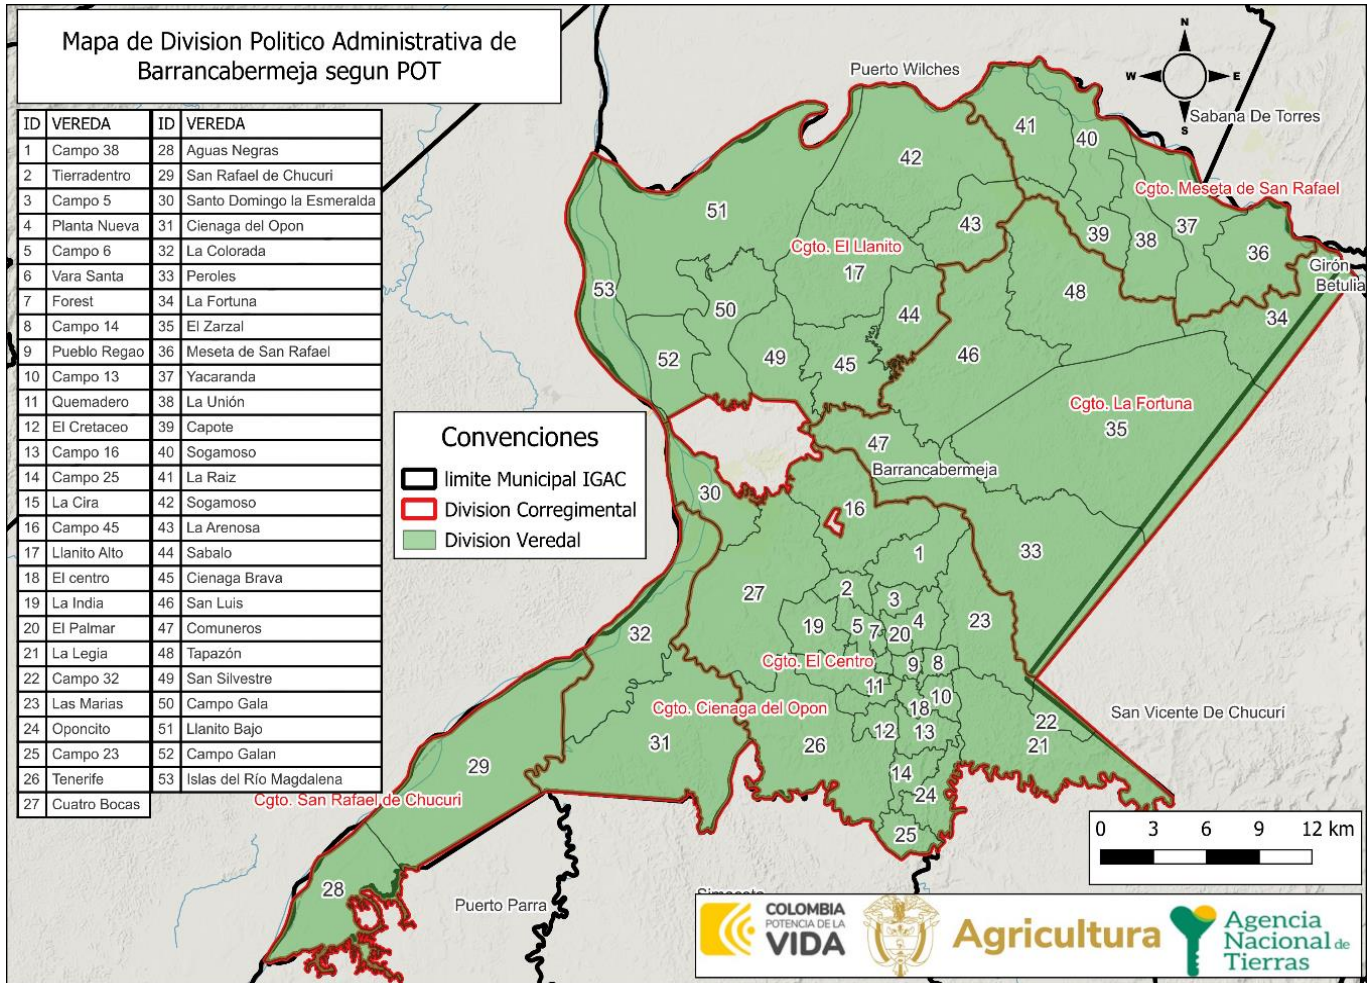 Mapa de Division Politico Administrativa de
Barrancabermeja segun POT
ID VEREDA ID VEREDA
1 Campo 38 28 Aguas Negras
2 Tierradentro 29 San Rafael de Chucuri
3 Campo 5 30 Santo Domingo la Esmeralda
4 Planta Nueva 31 Cienaga del Opon
5 Campo 6 32 La Colorada
6 Vara Santa 33 Peroles
7 Forest 34 La Fortuna
8 Campo 14 35 El Zarzal
9 Pueblo Regao 36 Meseta de San Rafael
10 Campo 13 37 Yacaranda
11 Quemadero 38 La Unión
12 El Cretaceo 39 Capote
13 Campo 16 40 Sogamoso
14 Campo 25 41 La Raiz
15 La Cira 42 Sogamoso
16 Campo 45 43 La Arenosa
17 Llanito Alto 44 Sabalo
18 El centro 45 Cienaga Brava
19 La India 46 San Luis
20 El Palmar 47 Comuneros
21 La Legia 48 Tapazón
22 Campo 32 49 San Silvestre
23 Las Marias 50 Campo Gala
24 Oponcito 51 Llanito Bajo
25 Campo 23 52 Campo Galan
26 Tenerife 53 Islas del Río Magdalena
27 Cuatro Bocas
Convenciones
limite Municipal IGAC
Division Corregimental
Division Veredal
N
W E
S
Puerto Wilches
Sabana De Torres
41
40
42
Cgto. Meseta de San Rafael
51
43
39
38
37
36
Cgto. El Llanito
17
Girón
Betulia
53
50
44
48
34
52
49
45
46
Cgto. La Fortuna
35
47
Barrancabermeja
30
16
1
33
27
2
3
19
5
7
20
4
23
32
Cgto. El Centro
9
8
11
10
Cgto. Cienaga del Opon
18
22
San Vicente De Chucurí
31
26
12
13
21
29
14
24
Cgto. San Rafael de Chucurí
25
28
Puerto Parra
0 3 6 9 12 km
COLOMBIA
POTENCIA DE LA
VIDA
Agricultura
Agencia
Nacional de
Tierras